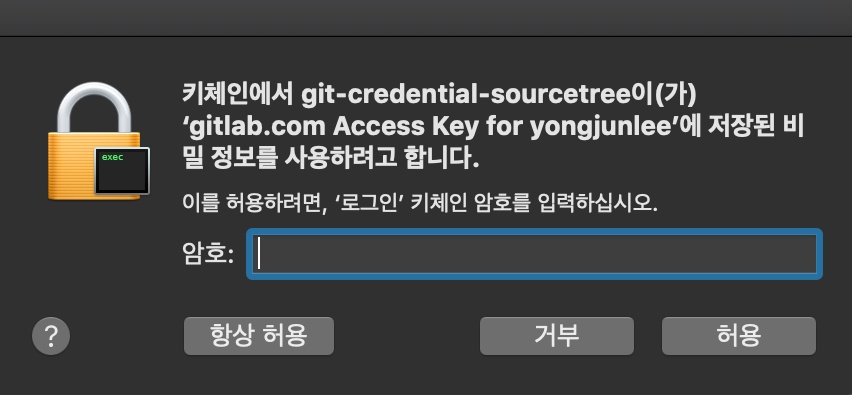 키체인에서 git-credential-sourcetree이(가)
‘gitlab.com Access Key for yongjunlee’에 저장된 비
밀 정보를 사용하려고 합니다.
이를 허용하려면, ‘로그인’ 키체인 암호를 입력하십시오.
exec
암호:
?
항상 허용
거부
허용